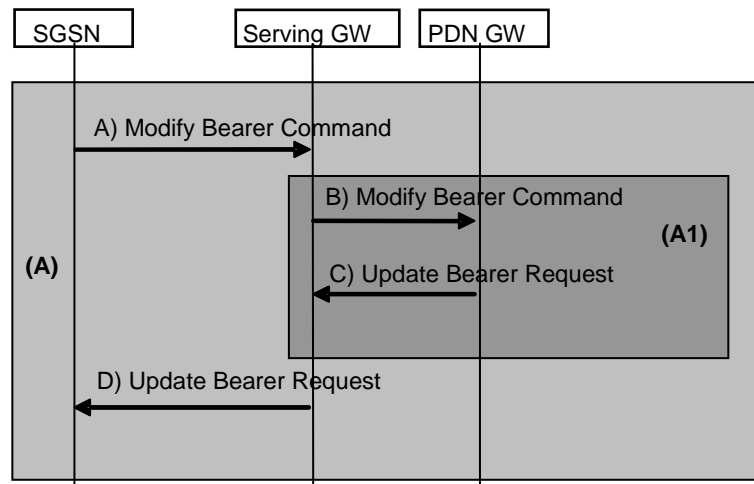 SGSN
Serving GW
PDN GW
A) Modify Bearer Command
B) Modify Bearer Command
(A1)
(A)
C) Update Bearer Request
D) Update Bearer Request